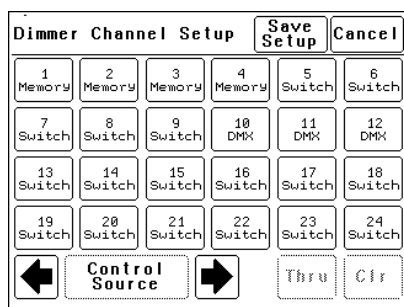 Dimmer Channel Setup Save Setup Cancel
1 2 3 4 5 6
Memory Memory Memory Memory Switch Switch
7 8 9 10 11 12
Switch Switch Switch DMX DMX DMX
13 14 15 16 17 18
Switch Switch Switch Switch Switch Switch
19 20 21 22 23 24
Switch Switch Switch Switch Switch Switch
Control Source Thru Clr